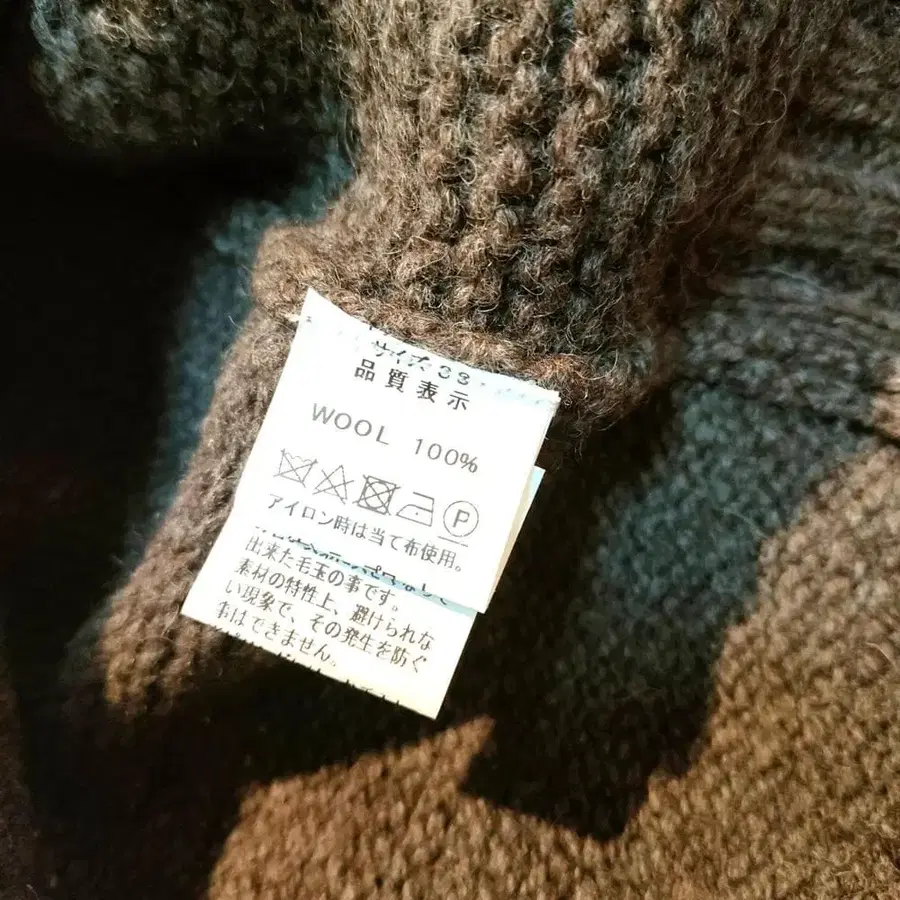 サイズ 38
品質表示
WOOL 100%
P
アイロン時は当て布使用。
出来た毛玉の事です。
素材の特性上、避けられな
い現象で、その発生を防ぐ
事はできません。